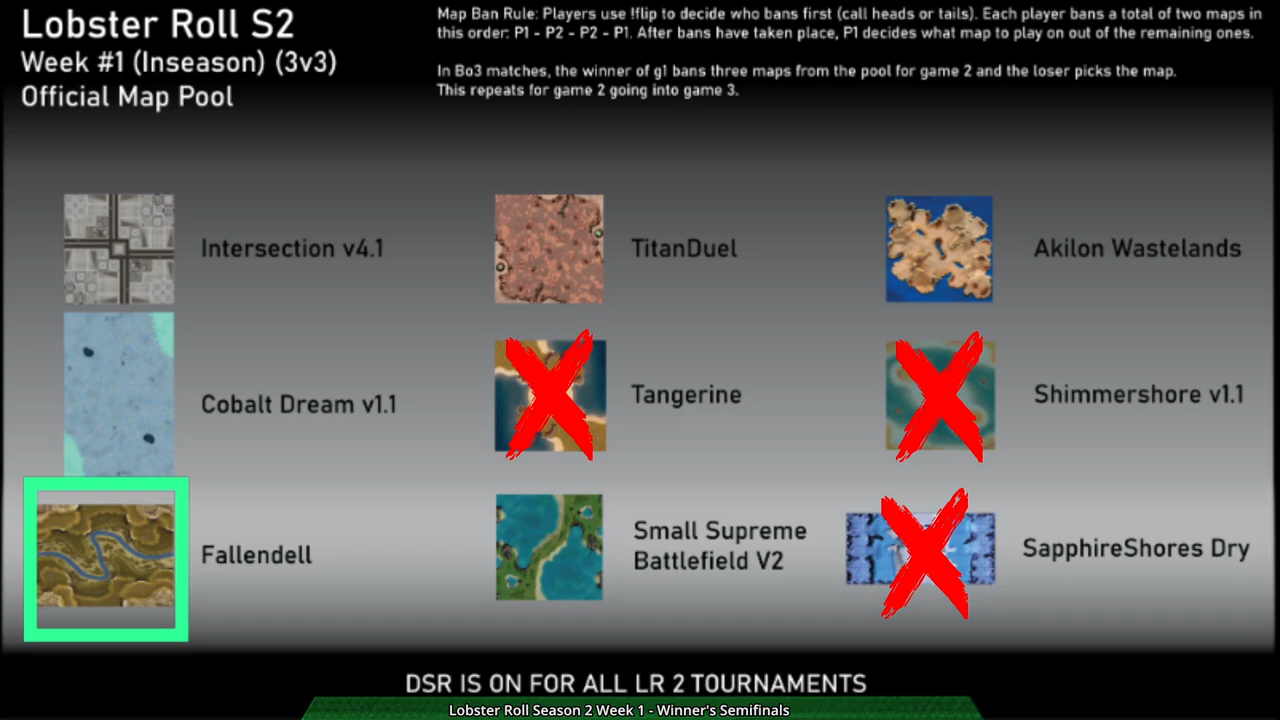 Lobster Roll S2
Week #1 (Inseason) (3v3)
Official Map Pool
Map Ban Rule: Players use !flip to decide who bans first (call heads or tails). Each player bans a total of two maps in
this order: P1 - P2 - P2 - P1. After bans have taken place, P1 decides what map to play on out of the remaining ones.
In Bo3 matches, the winner of g1 bans three maps from the pool for game 2 and the loser picks the map.
This repeats for game 2 going into game 3.
Intersection v4.1
TitanDuel
Akilon Wastelands
Cobalt Dream v1.1
Tangerine
Shimmershore v1.1
Fallendell
Small Supreme
Battlefield V2
SapphireShores Dry
DSR IS ON FOR ALL LR 2 TOURNAMENTS
Lobster Roll Season 2 Week 1 - Winner's Semifinals